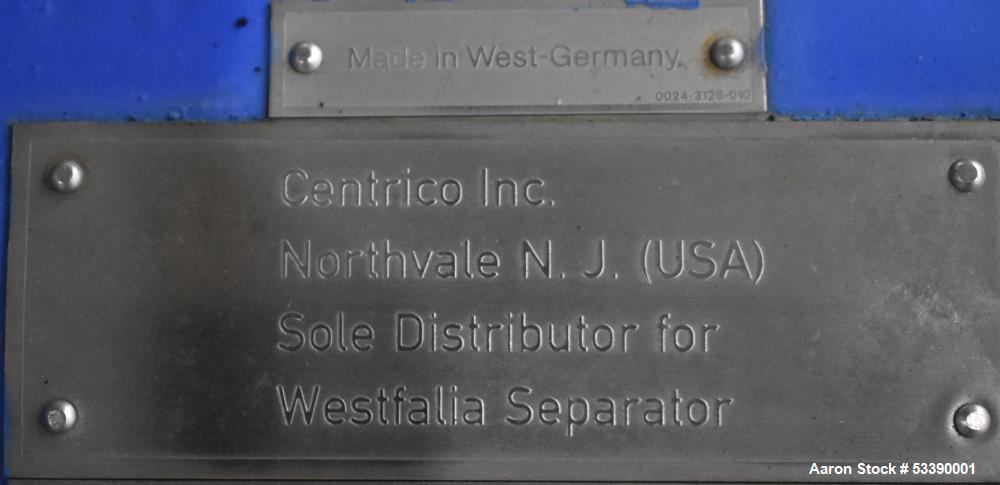 Made in West-Germany.
0024-3126-010
Centrico Inc.
Northvale N. J. (USA)
Sole Distributor for
Westfalia Separator
Aaron Stock # 53390001